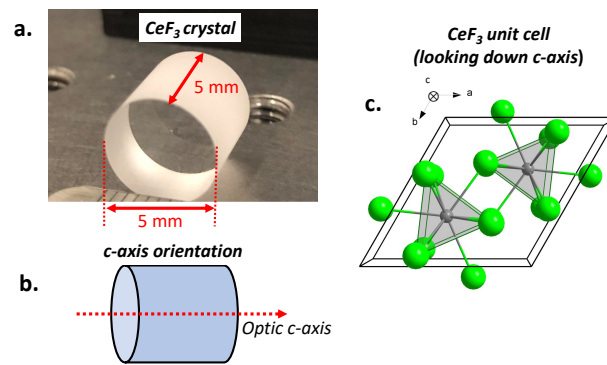 a.
CeF₃ crystal
5 mm
5 mm
b.
c-axis orientation
Optic c-axis
CeF₃ unit cell
(looking down c-axis)
c.
c
a
b